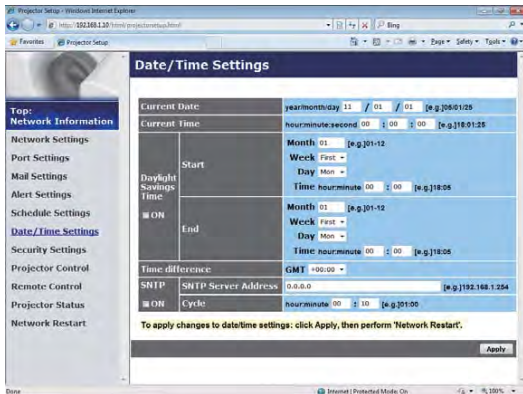 Projector Setup - Windows Internet Explorer
http://192.168.1.10/html/projectorsetup.html
Bing
Favorites Projector Setup
Page Safety Tools
Date/Time Settings
Top:
Network Information
Network Settings
Port Settings
Mail Settings
Alert Settings
Schedule Settings
Date/Time Settings
Security Settings
Projector Control
Remote Control
Projector Status
Network Restart
Current Date year/month/day 11 / 01 / 01 [e.g.]06/01/25
Current Time hour:minute:second 00 : 00 : 00 [e.g.]18:01:25
Daylight Savings Time
ON
Start
Month 01 [e.g.]01-12
Week First
Day Mon
Time hour:minute 00 : 00 [e.g.]18:05
End
Month 01 [e.g.]01-12
Week First
Day Mon
Time hour:minute 00 : 00 [e.g.]18:05
Time difference GMT +00:00
SNTP SNTP Server Address 0.0.0.0 [e.g.]192.168.1.254
ON Cycle hour:minute 00 : 10 [e.g.]01:00
To apply changes to date/time settings: click Apply, then perform 'Network Restart'.
Apply
Done Internet | Protected Mode: On 100%